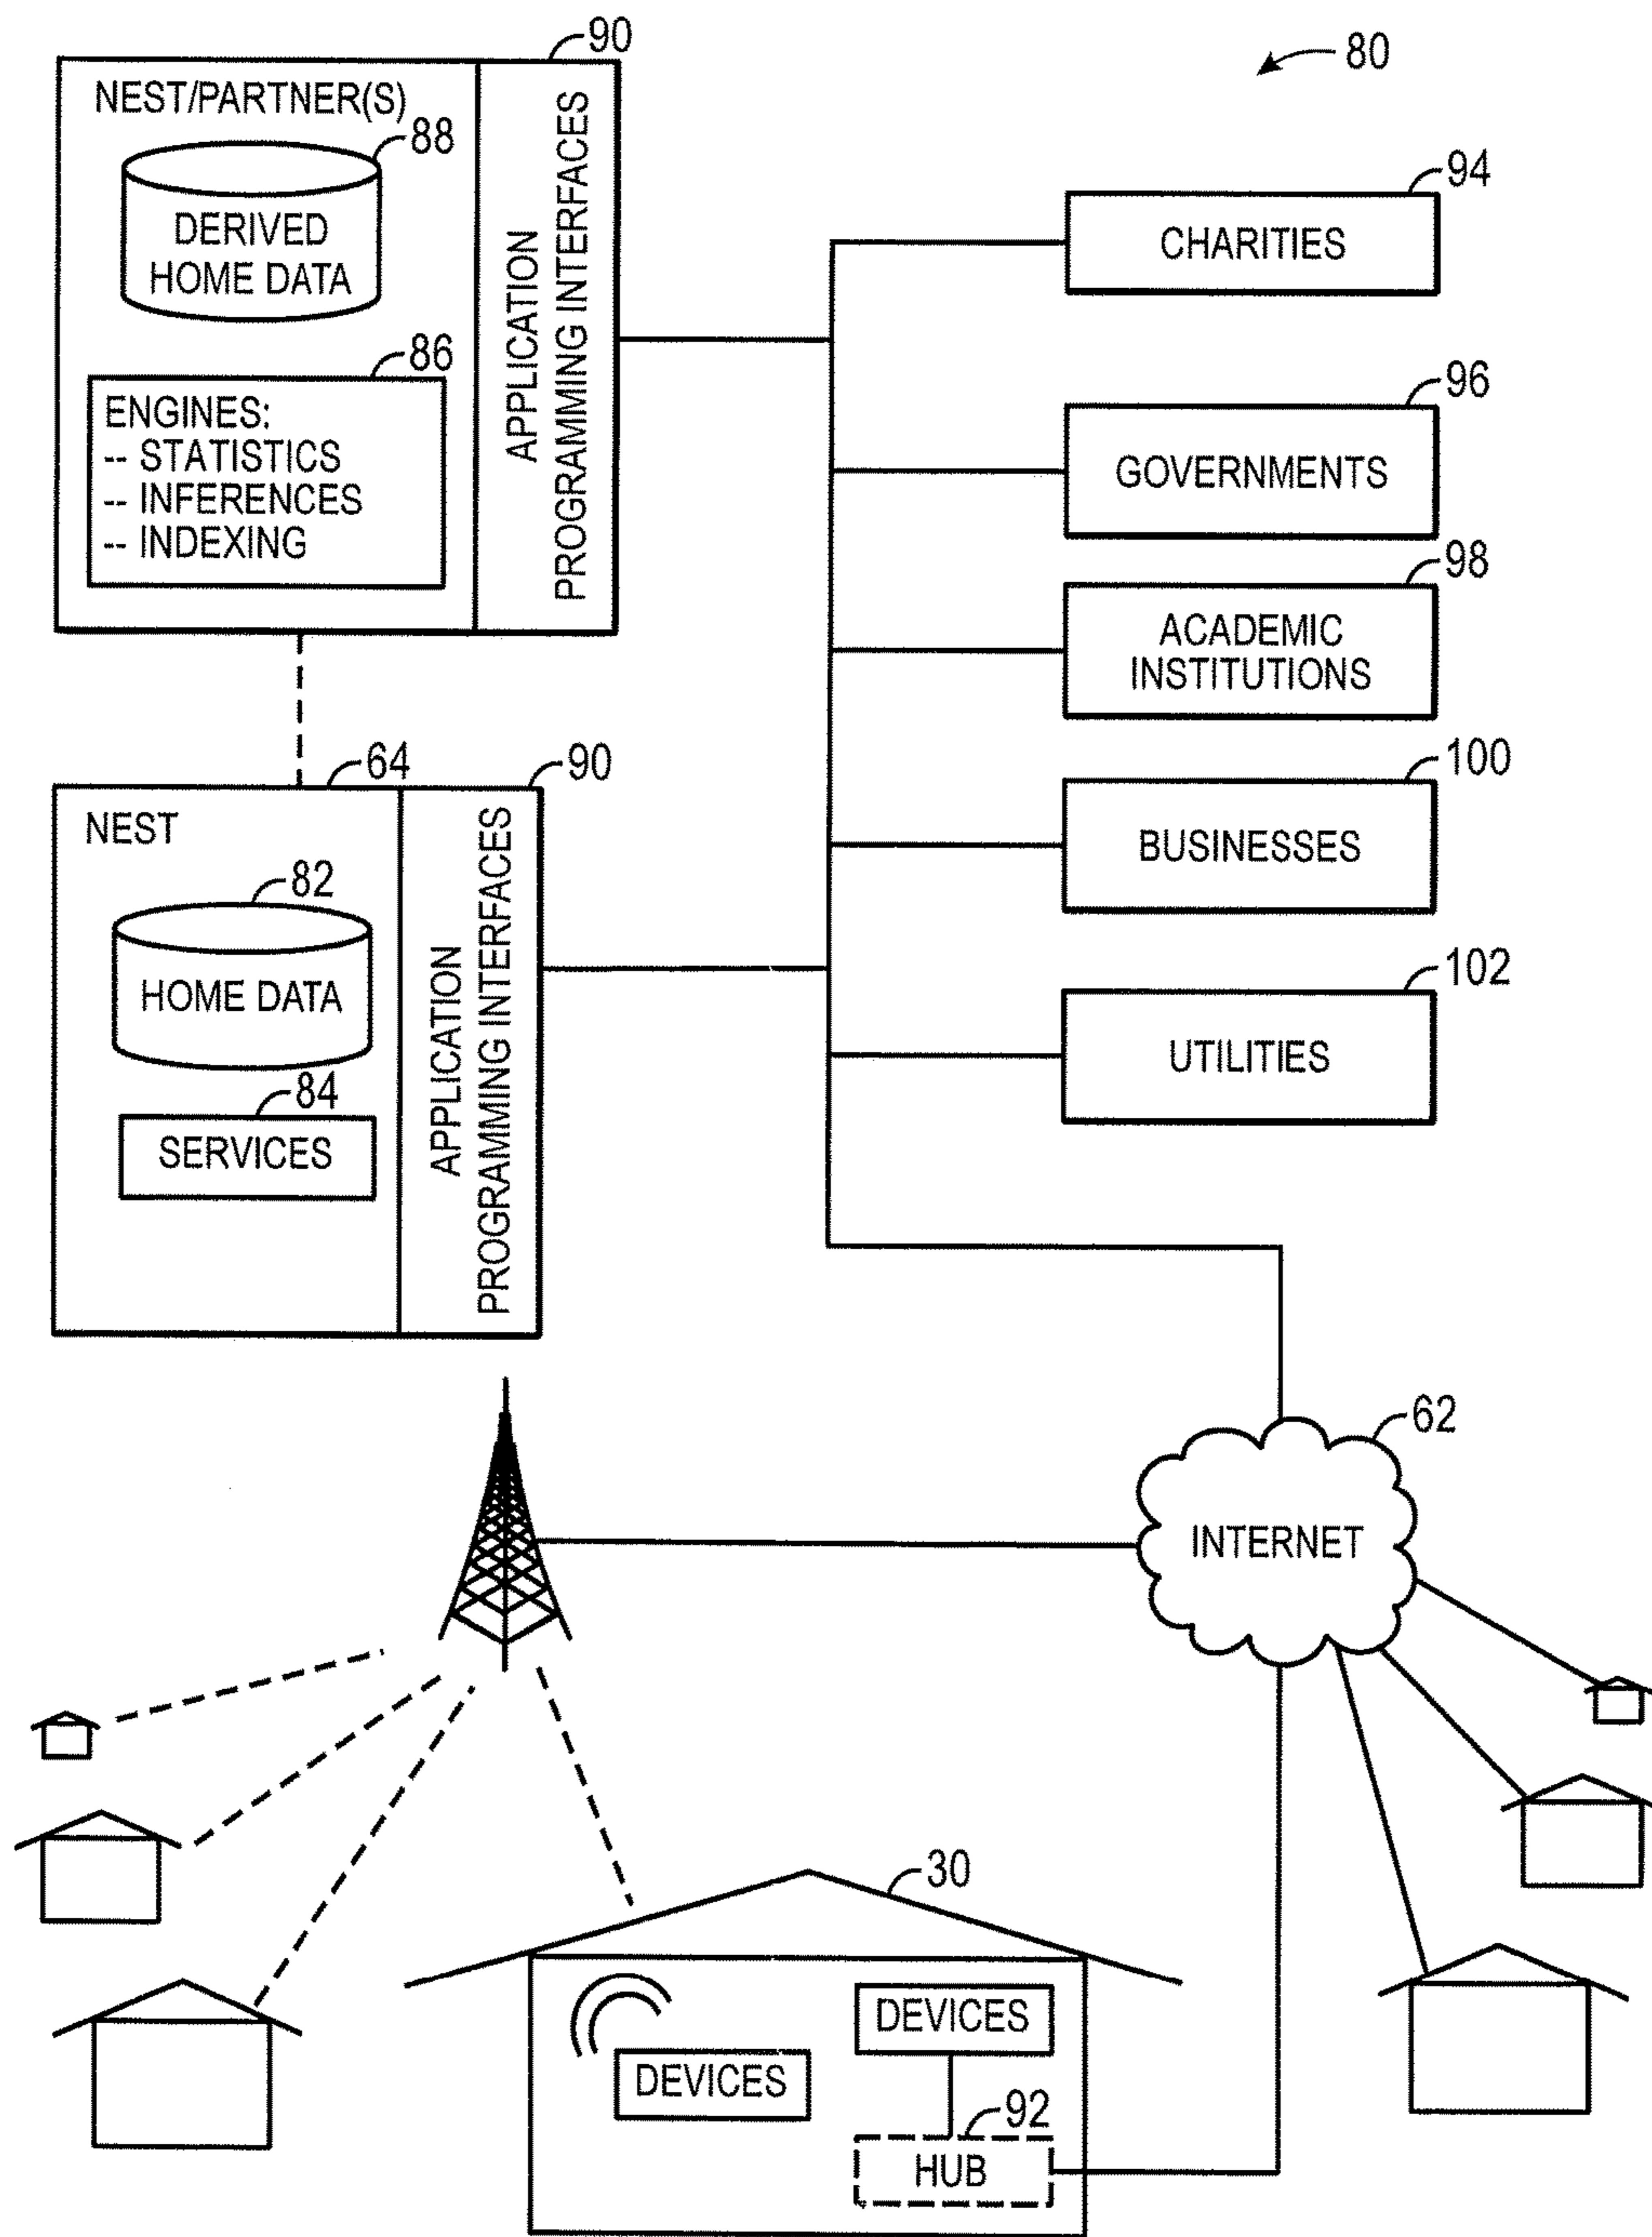 90
80
NEST/PARTNER(S)
88
DERIVED
HOME DATA
86
ENGINES:
-- STATISTICS
-- INFERENCES
-- INDEXING
APPLICATION
PROGRAMMING INTERFACES
94
CHARITIES
96
GOVERNMENTS
98
ACADEMIC
INSTITUTIONS
64
90
NEST
82
HOME DATA
84
SERVICES
APPLICATION
PROGRAMMING INTERFACES
100
BUSINESSES
102
UTILITIES
62
INTERNET
30
DEVICES
DEVICES
92
HUB